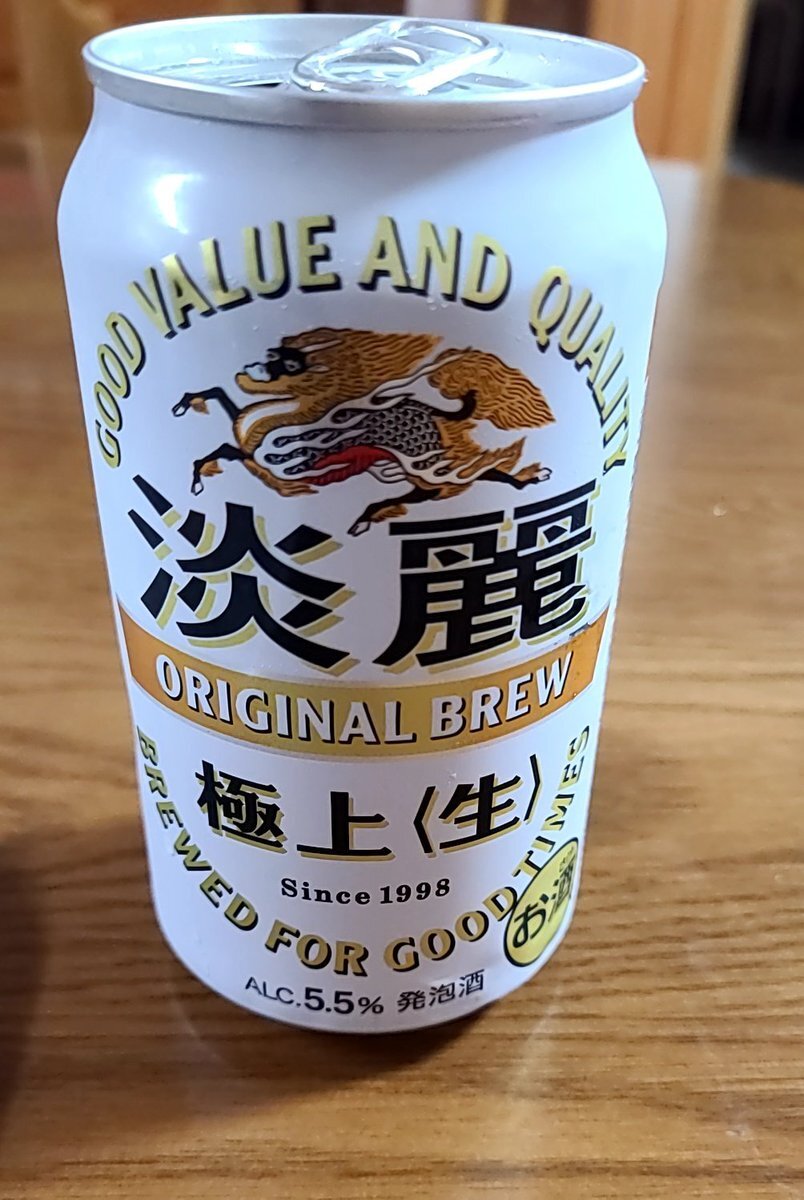 GOOD VALUE AND QUALITY
淡麗
ORIGINAL BREW
極上〈生〉
Since 1998
BREWED FOR GOOD TIMES
お酒
ALC.5.5% 発泡酒